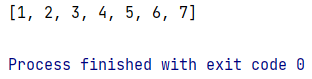 [1, 2, 3, 4, 5, 6, 7]
Process finished with exit code 0